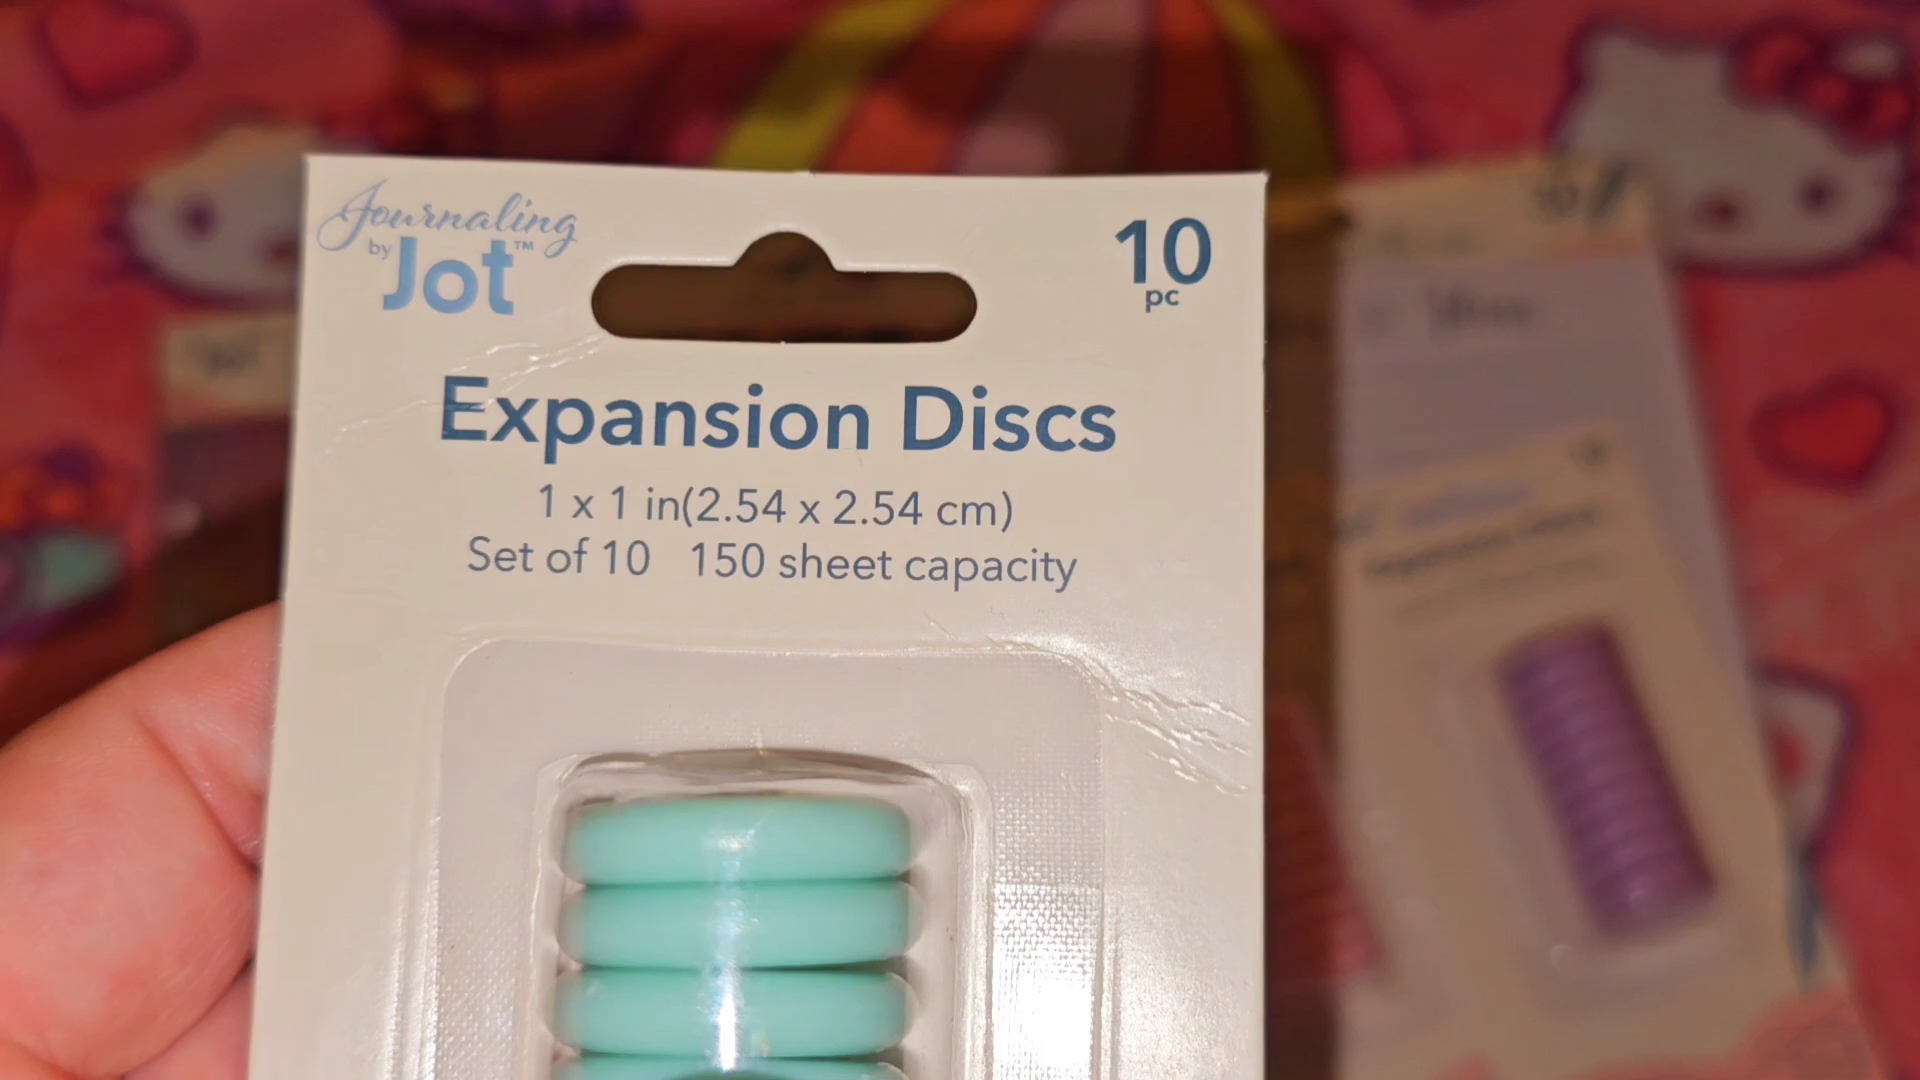 Journaling
by Jot™
10
pc
Expansion Discs
1 x 1 in(2.54 x 2.54 cm)
Set of 10 150 sheet capacity